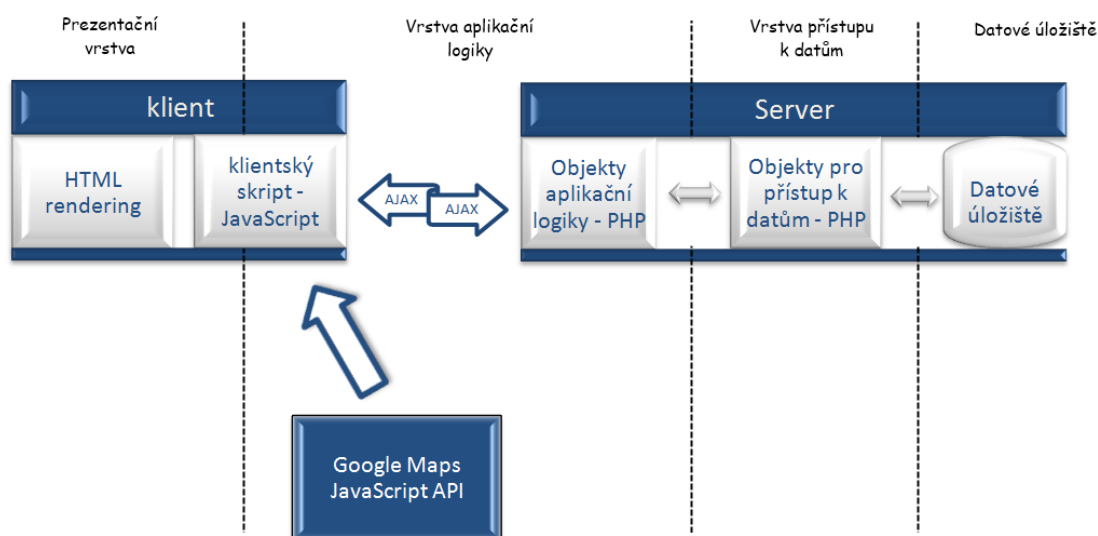 Prezentační
vrstva
Vrstva aplikační
logiky
Vrstva přístupu
k datům
Datové úložiště
klient
Server
HTML
rendering
klientský
skript -
JavaScript
AJAX
AJAX
Objekty
aplikační
logiky - PHP
Objekty pro
přístup k
datům - PHP
Datové
úložiště
Google Maps
JavaScript API